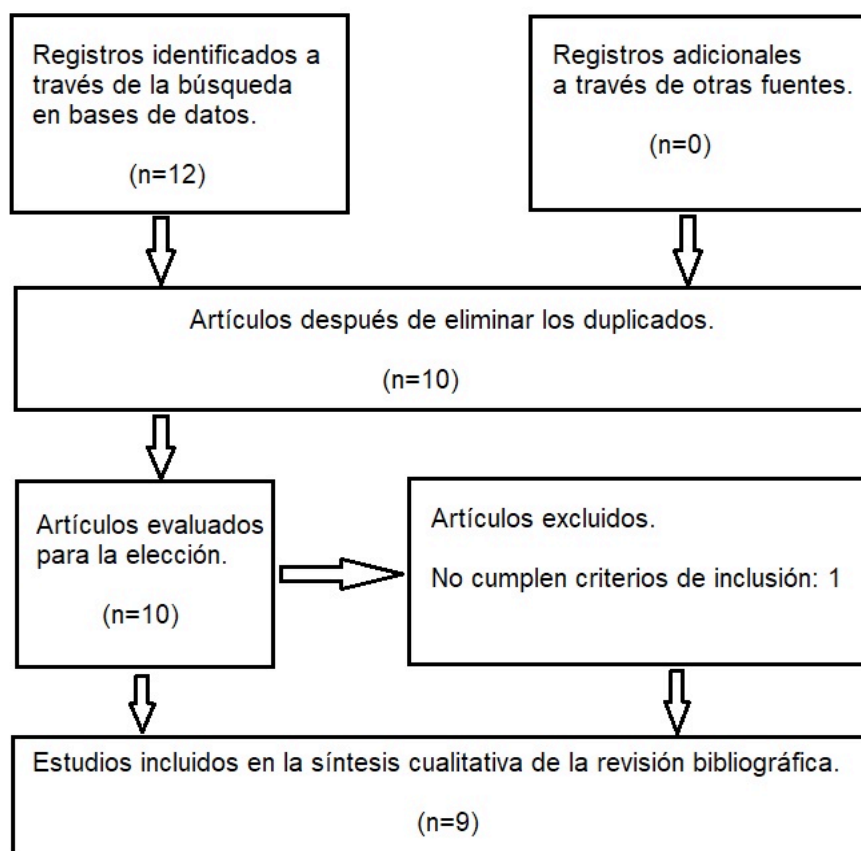 Registros identificados a
través de la búsqueda
en bases de datos.
(n=12)
Registros adicionales
a través de otras fuentes.
(n=0)
Artículos después de eliminar los duplicados.
(n=10)
Artículos evaluados
para la elección.
(n=10)
Artículos excluidos.
No cumplen criterios de inclusión: 1
Estudios incluidos en la síntesis cualitativa de la revisión bibliográfica.
(n=9)